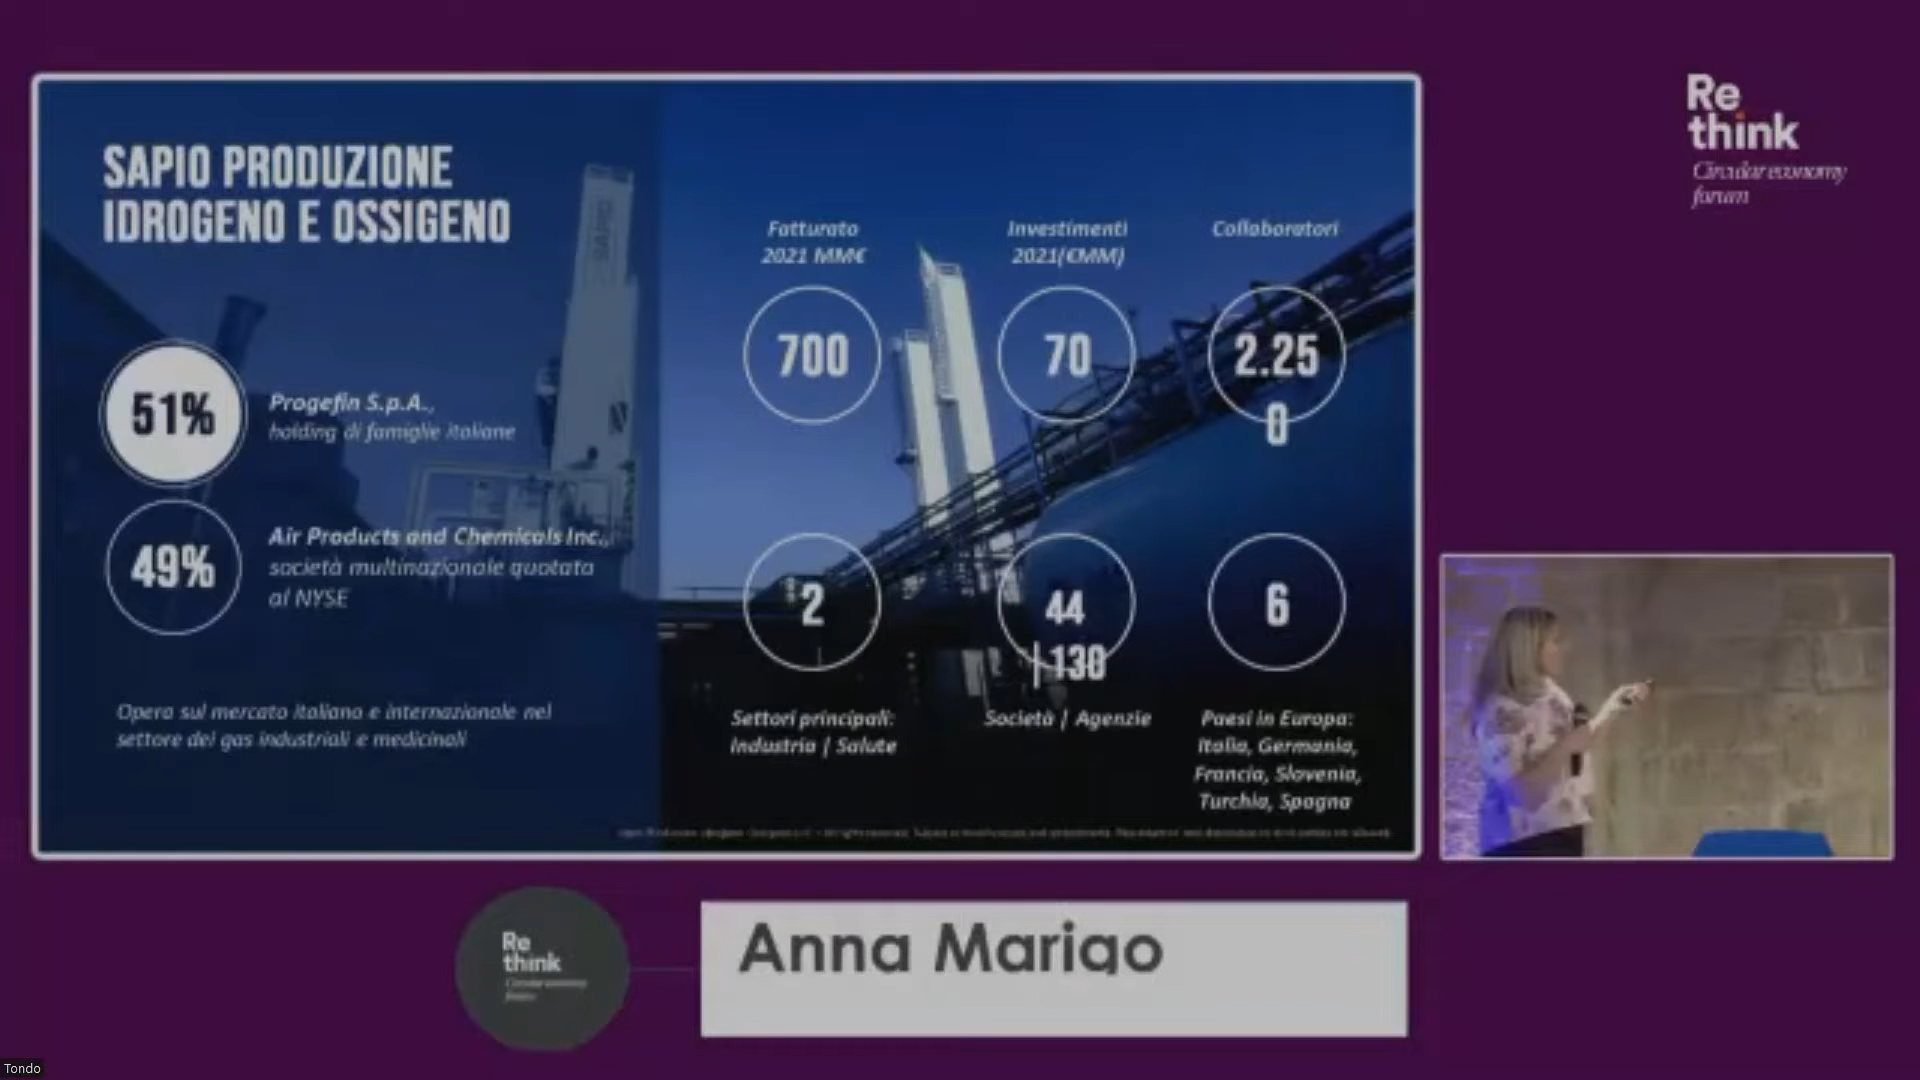 SAPIO PRODUZIONE
IDROGENO E OSSIGENO
51%
Progefin S.p.A.,
holding di famiglie italiane
49%
Air Products and Chemicals Inc.,
società multinazionale quotata
al NYSE
Opera sul mercato italiano e internazionale nel
settore dei gas industriali e medicinali
Fatturato
2021 MM€
700
Investimenti
2021(€MM)
70
Collaboratori
2.25
0
2
Settori principali:
Industria | Salute
44
| 130
Società | Agenzie
6
Paesi in Europa:
Italia, Germania,
Francia, Slovenia,
Turchia, Spagna
Re
think
Circular economy
forum
Re
think
Circular economy
forum
Anna Marigo
Tondo